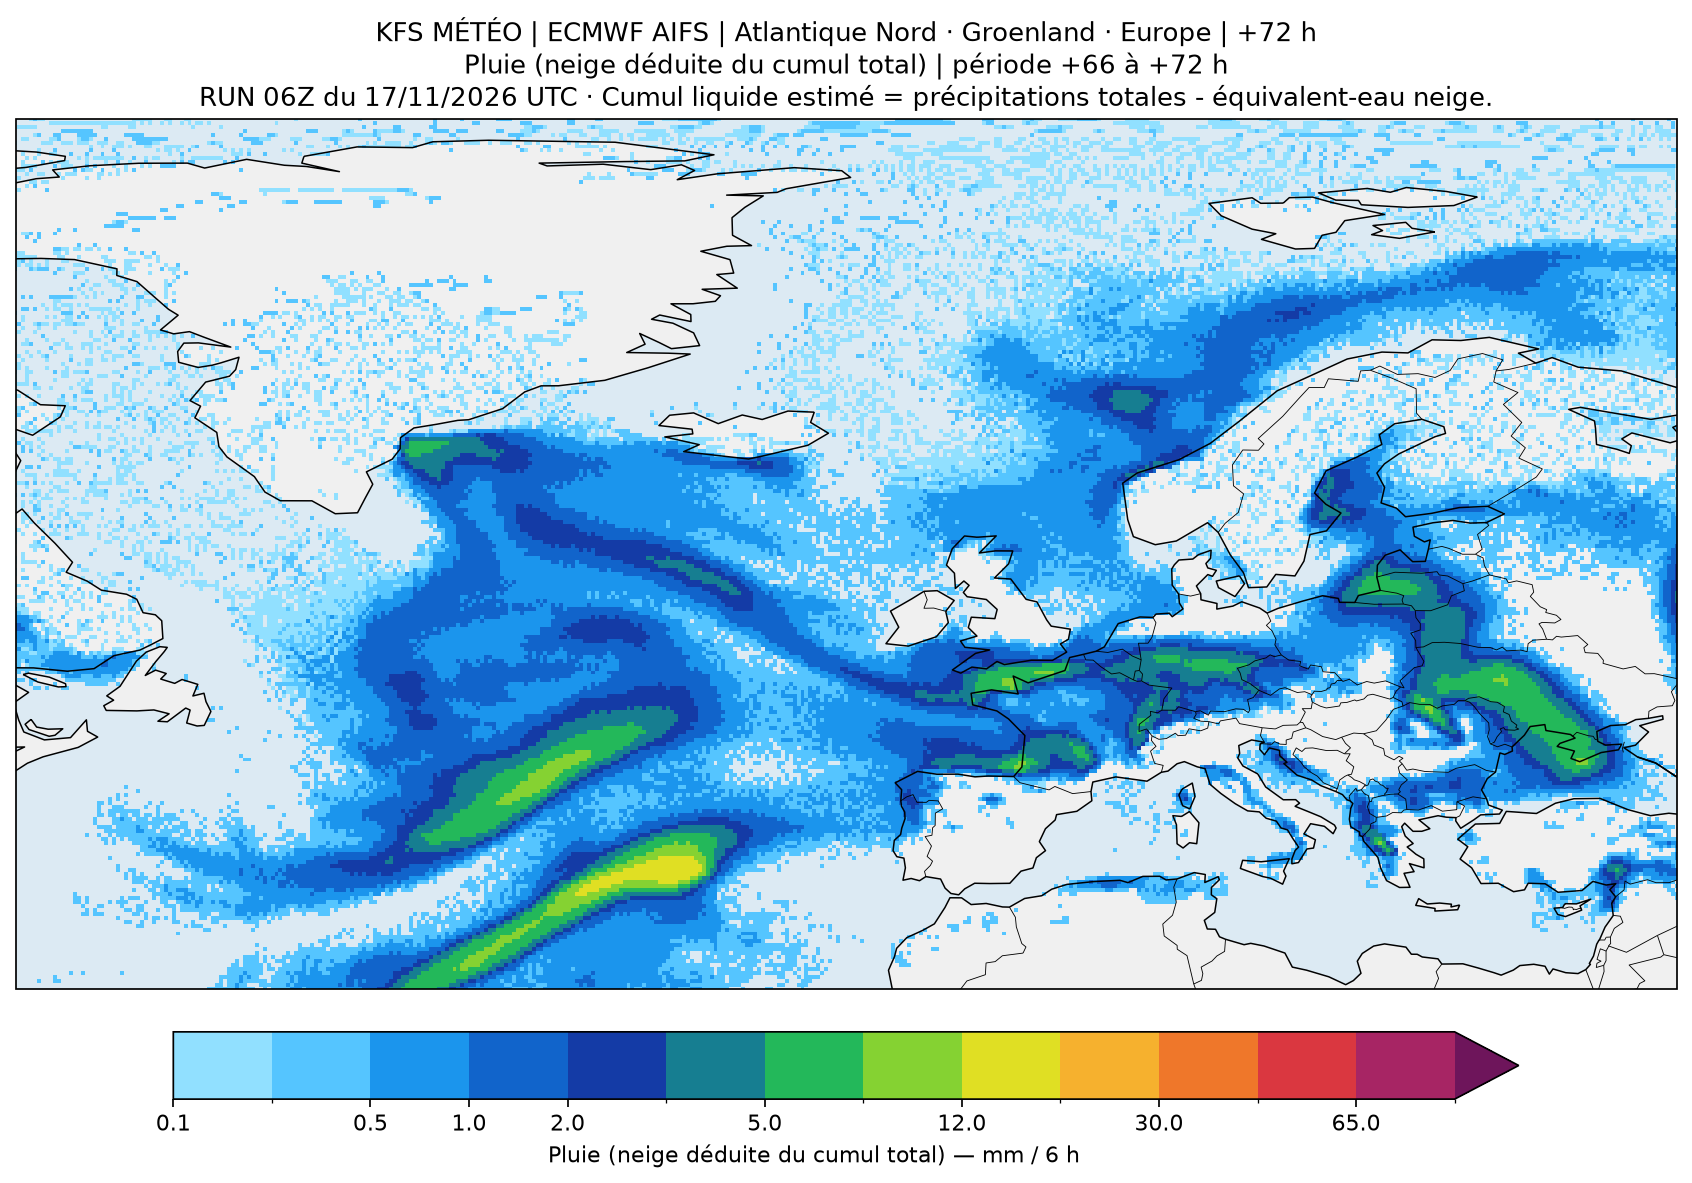 KFS MÉTÉO | ECMWF AIFS | Atlantique Nord · Groenland · Europe | +72 h
Pluie (neige déduite du cumul total) | période +66 à +72 h
RUN 06Z du 17/11/2026 UTC · Cumul liquide estimé = précipitations totales - équivalent-eau neige.
0.1 0.5 1.0 2.0 5.0 12.0 30.0 65.0
Pluie (neige déduite du cumul total) — mm / 6 h